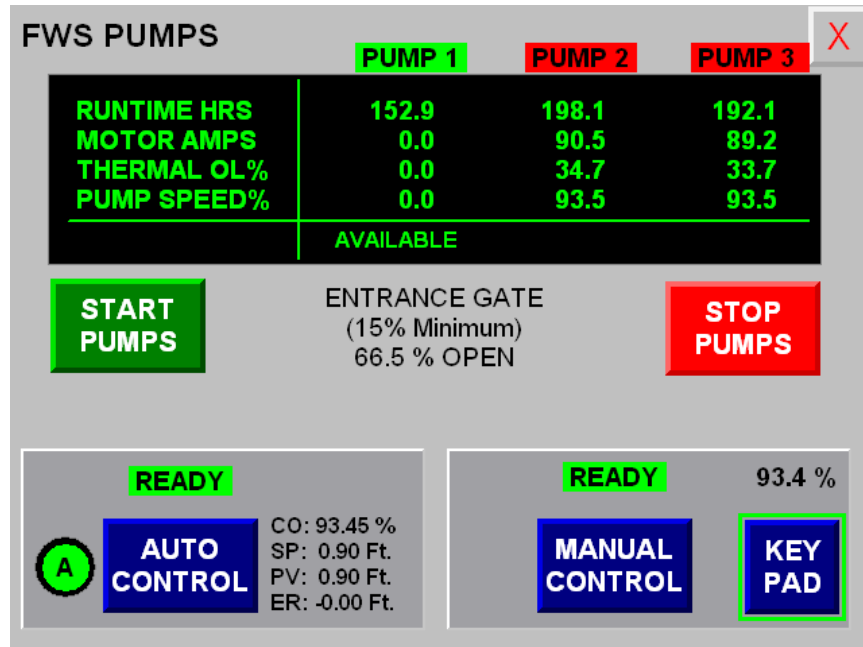 FWS PUMPS
X
PUMP 1 PUMP 2 PUMP 3
RUNTIME HRS 152.9 198.1 192.1
MOTOR AMPS 0.0 90.5 89.2
THERMAL OL% 0.0 34.7 33.7
PUMP SPEED% 0.0 93.5 93.5
AVAILABLE
START
PUMPS
ENTRANCE GATE
(15% Minimum)
66.5 % OPEN
STOP
PUMPS
READY
A
AUTO
CONTROL
CO: 93.45 %
SP: 0.90 Ft.
PV: 0.90 Ft.
ER: -0.00 Ft.
READY
93.4 %
MANUAL
CONTROL
KEY
PAD